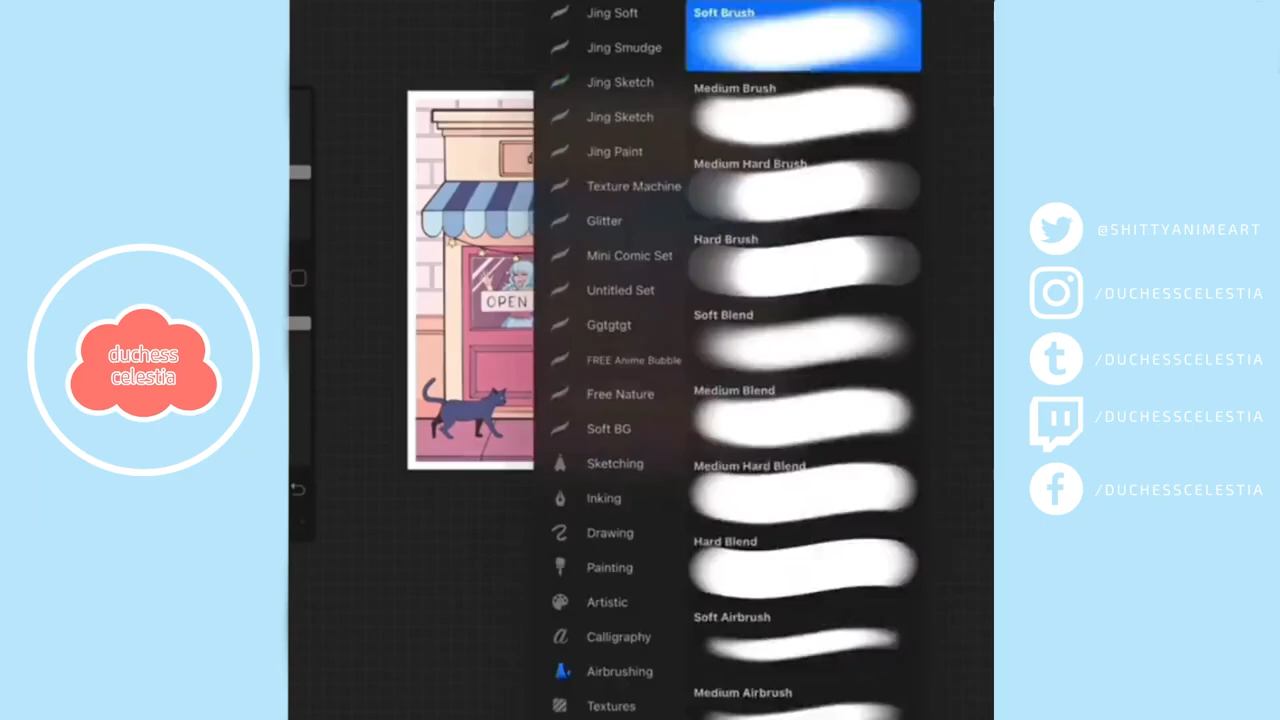 duchess
celestia
OPEN
Jing Soft
Jing Smudge
Jing Sketch
Jing Sketch
Jing Paint
Texture Machine
Glitter
Mini Comic Set
Untitled Set
Ggtgtgt
FREE Anime Bubble
Free Nature
Soft BG
Sketching
Inking
Drawing
Painting
Artistic
Calligraphy
Airbrushing
Textures
Soft Brush
Medium Brush
Medium Hard Brush
Hard Brush
Soft Blend
Medium Blend
Medium Hard Blend
Hard Blend
Soft Airbrush
Medium Airbrush
@SHITTYANIMEART
/DUCHESSCELESTIA
/DUCHESSCELESTIA
/DUCHESSCELESTIA
/DUCHESSCELESTIA